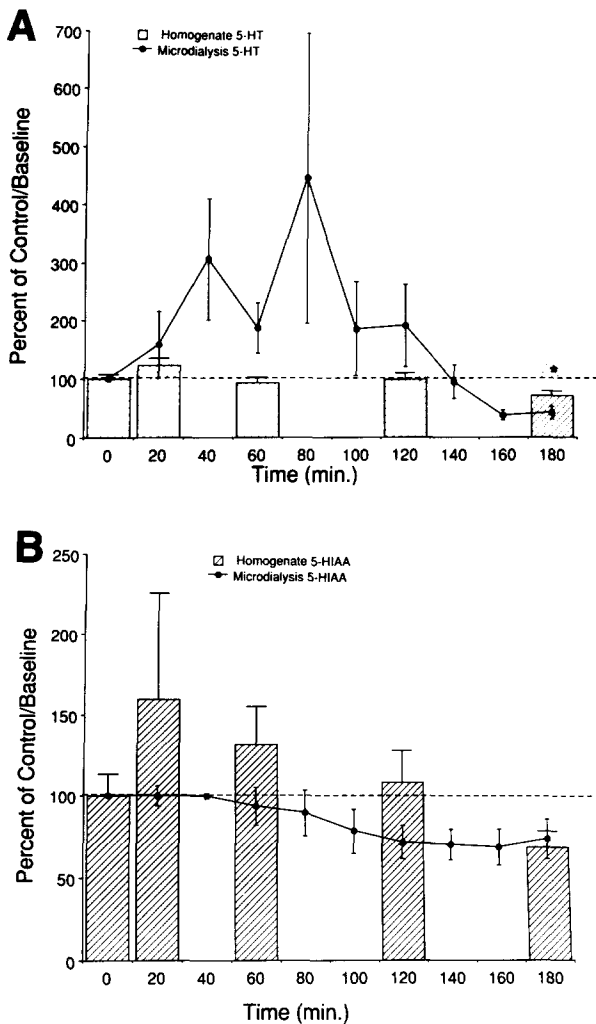 A
700
600
500
400
300
200
100
0
Percent of Control/Baseline
Homogenate 5-HT
Microdialysis 5-HT
*
0 20 40 60 80 100 120 140 160 180
Time (min.)
B
250
200
150
100
50
0
Percent of Control/Baseline
Homogenate 5-HIAA
Microdialysis 5-HIAA
0 20 40 60 80 100 120 140 160 180
Time (min.)